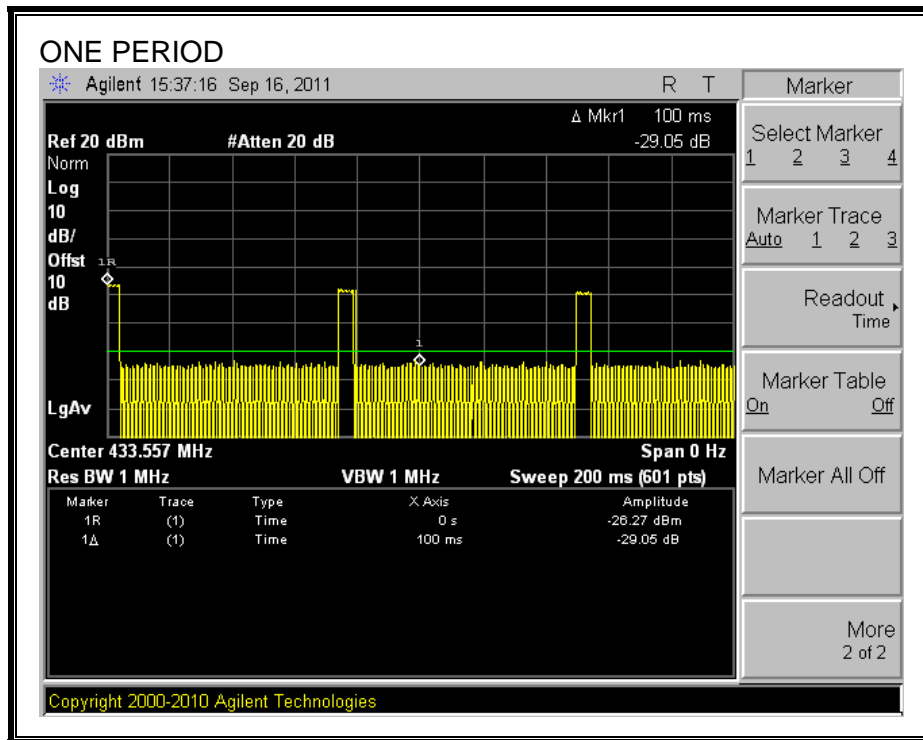 ONE PERIOD
Agilent 15:37:16 Sep 16, 2011 R T
Δ Mkr1 100 ms
Ref 20 dBm #Atten 20 dB -29.05 dB
Norm
Log
10
dB/
Offst
10
dB
LgAv
1R
1
Center 433.557 MHz Span 0 Hz
Res BW 1 MHz VBW 1 MHz Sweep 200 ms (601 pts)
Marker Trace Type X Axis Amplitude
1R (1) Time 0 s -26.27 dBm
1Δ (1) Time 100 ms -29.05 dB
Copyright 2000-2010 Agilent Technologies
Marker
Select Marker
1 2 3 4
Marker Trace
Auto 1 2 3
Readout
Time
Marker Table
On Off
Marker All Off
More
2 of 2